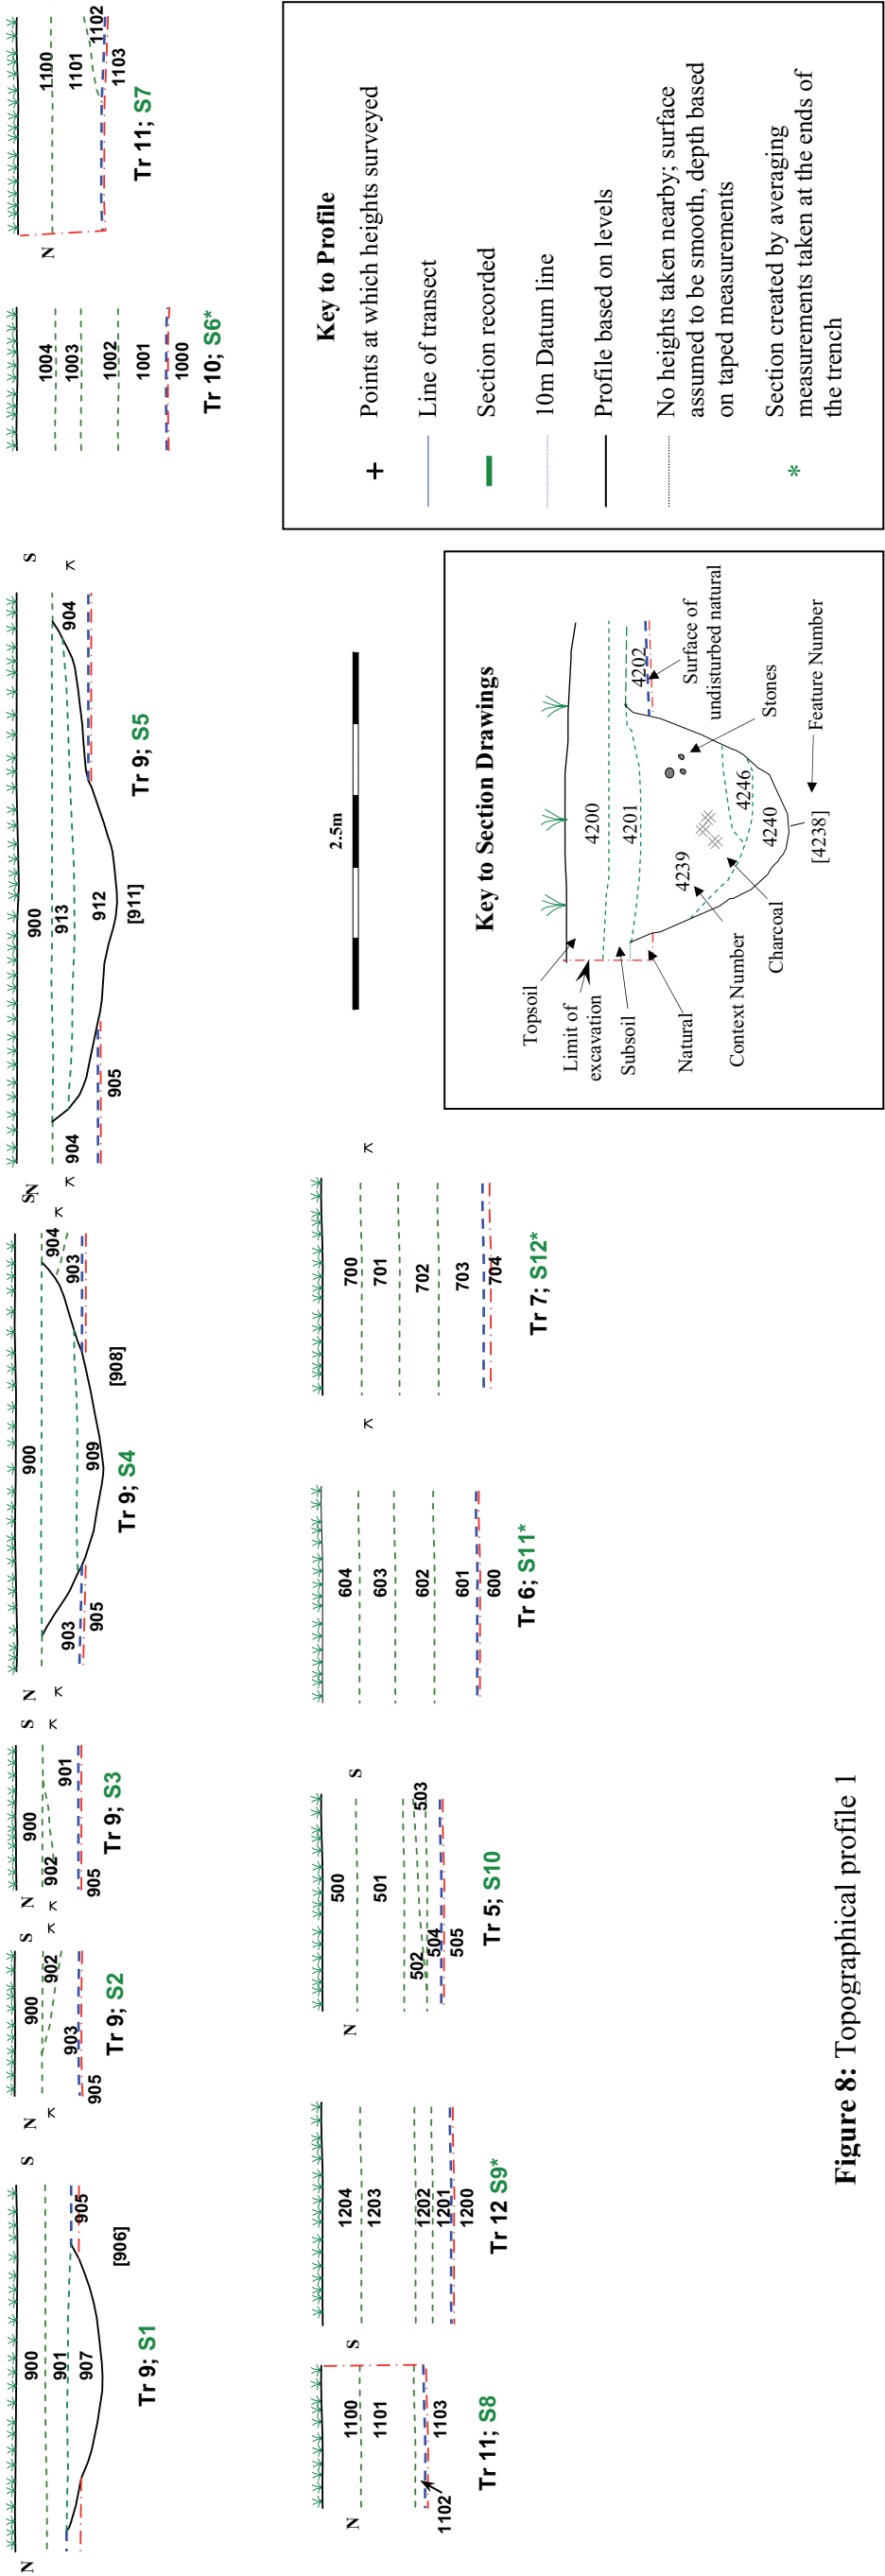 N
S
900
901
907
905
[906]
Tr 9; S1
N
S
900
902
903
905
Tr 9; S2
N
S
900
902
901
905
Tr 9; S3
N
S
900
904
903
903
909
905
[908]
Tr 9; S4
N
S
900
913
904
904
912
905
[911]
Tr 9; S5
1004
1003
1002
1001
1000
Tr 10; S6*
N
1100
1101
1102
1103
Tr 11; S7
N
S
1100
1101
1102
1103
Tr 11; S8
1204
1203
1202
1201
1200
Tr 12 S9*
N
S
500
501
502
503
504
505
Tr 5; S10
604
603
602
601
600
Tr 6; S11*
700
701
702
703
704
Tr 7; S12*
2.5m
Key to Section Drawings
Topsoil
Limit of
excavation
Subsoil
Natural
Context Number
Charcoal
4200
4201
4202
4239
4246
4240
[4238]
Surface of
undisturbed natural
Stones
Feature Number
Key to Profile
+ Points at which heights surveyed
Line of transect
Section recorded
10m Datum line
Profile based on levels
No heights taken nearby; surface
assumed to be smooth, depth based
on taped measurements
* Section created by averaging
measurements taken at the ends of
the trench
Figure 8: Topographical profile 1